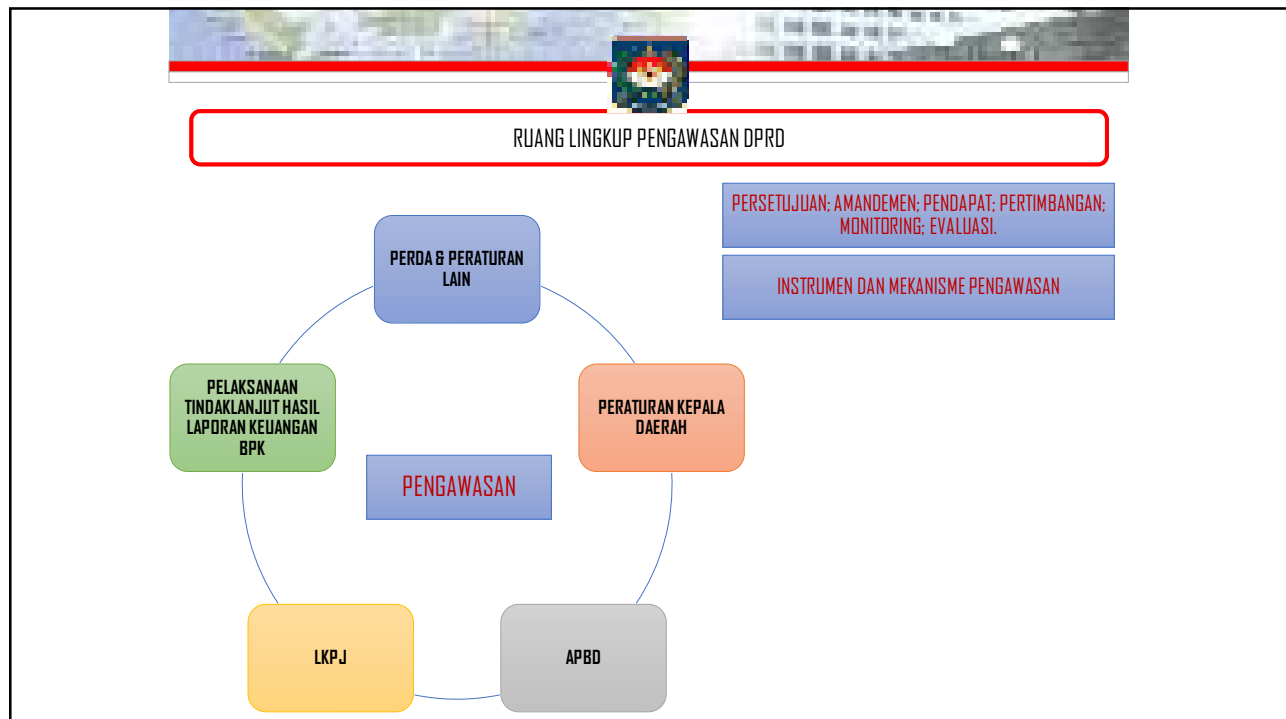 RUANG LINGKUP PENGAWASAN DPRD
PERSETUJUAN; AMANDEMEN; PENDAPAT; PERTIMBANGAN;
MONITORING; EVALUASI.
INSTRUMEN DAN MEKANISME PENGAWASAN
PERDA & PERATURAN
LAIN
PERATURAN KEPALA
DAERAH
APBD
LKPJ
PELAKSANAAN
TINDAKLANJUT HASIL
LAPORAN KEUANGAN
BPK
PENGAWASAN